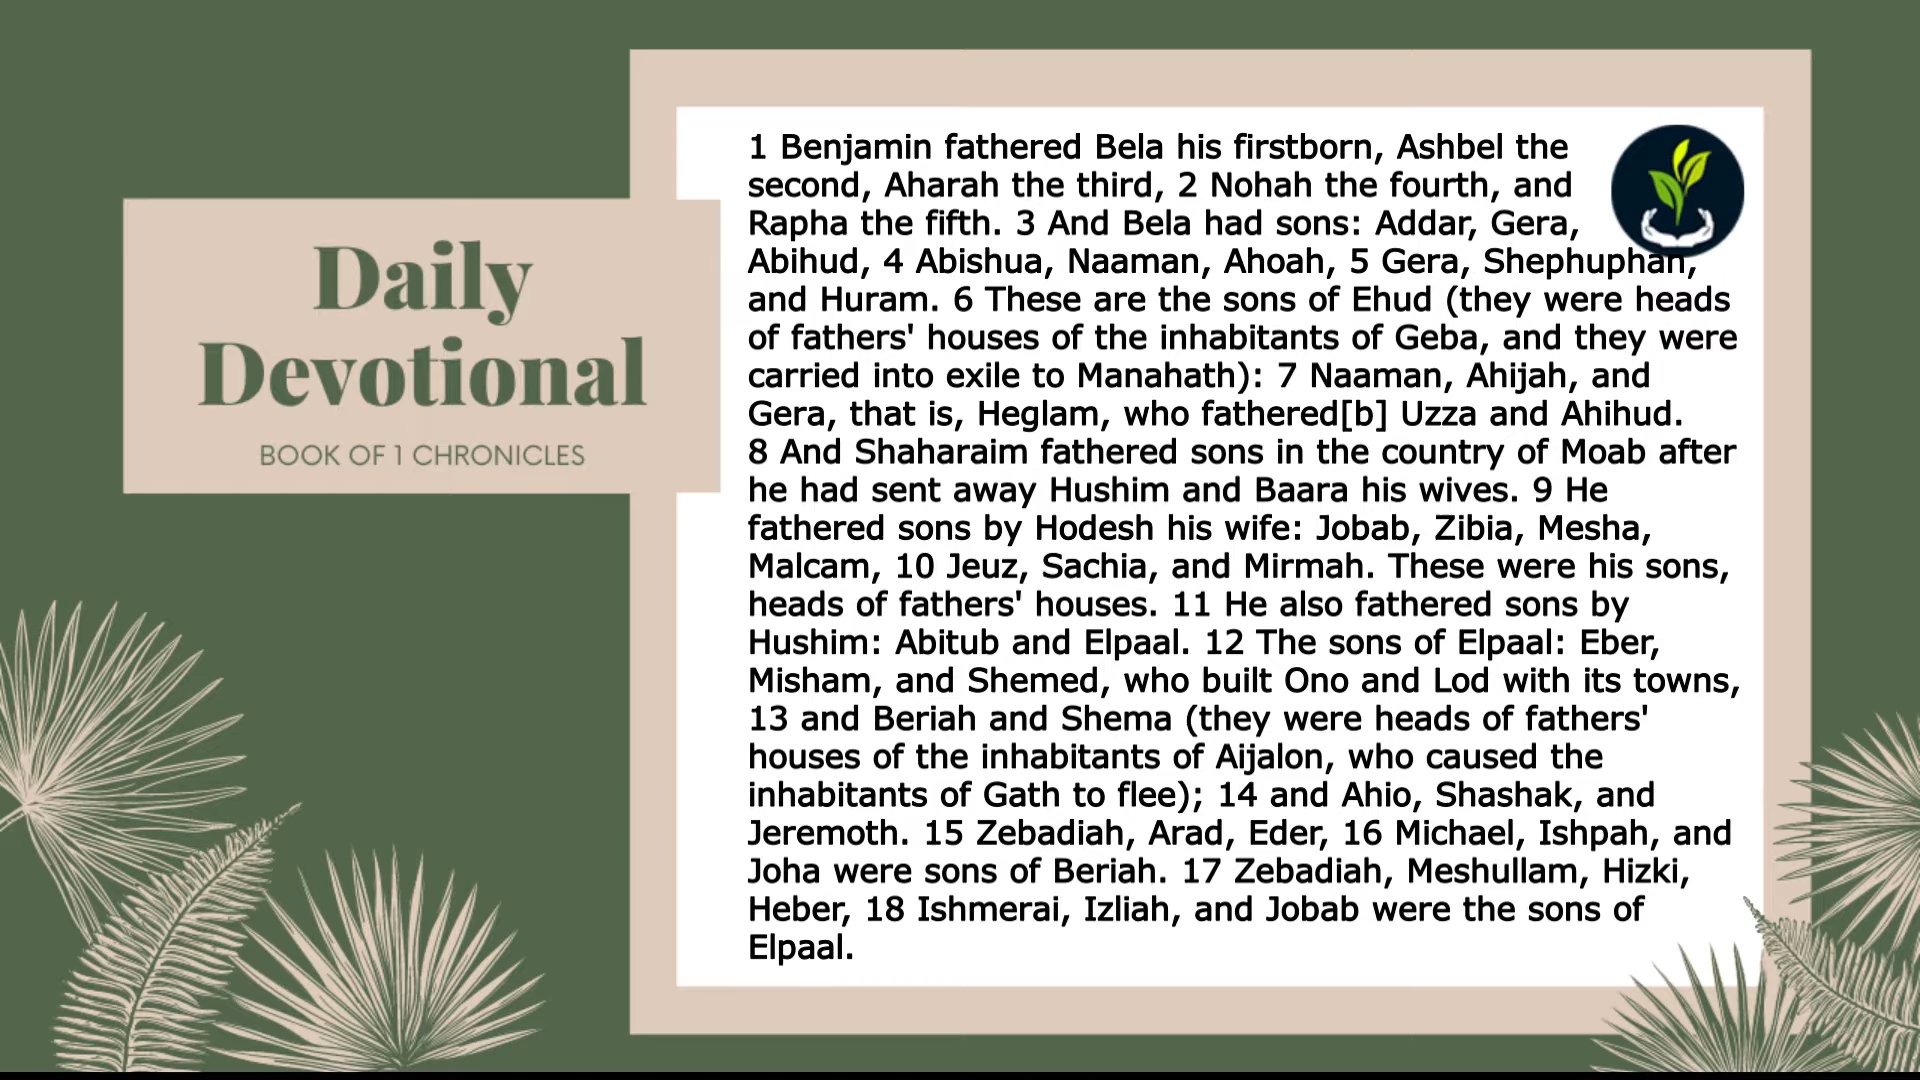 Daily
Devotional
BOOK OF 1 CHRONICLES
1 Benjamin fathered Bela his firstborn, Ashbel the
second, Aharah the third, 2 Nohah the fourth, and
Rapha the fifth. 3 And Bela had sons: Addar, Gera,
Abihud, 4 Abishua, Naaman, Ahoah, 5 Gera, Shephuphan,
and Huram. 6 These are the sons of Ehud (they were heads
of fathers' houses of the inhabitants of Geba, and they were
carried into exile to Manahath): 7 Naaman, Ahijah, and
Gera, that is, Heglam, who fathered[b] Uzza and Ahihud.
8 And Shaharaim fathered sons in the country of Moab after
he had sent away Hushim and Baara his wives. 9 He
fathered sons by Hodesh his wife: Jobab, Zibia, Mesha,
Malcam, 10 Jeuz, Sachia, and Mirmah. These were his sons,
heads of fathers' houses. 11 He also fathered sons by
Hushim: Abitub and Elpaal. 12 The sons of Elpaal: Eber,
Misham, and Shemed, who built Ono and Lod with its towns,
13 and Beriah and Shema (they were heads of fathers'
houses of the inhabitants of Aijalon, who caused the
inhabitants of Gath to flee); 14 and Ahio, Shashak, and
Jeremoth. 15 Zebadiah, Arad, Eder, 16 Michael, Ishpah, and
Joha were sons of Beriah. 17 Zebadiah, Meshullam, Hizki,
Heber, 18 Ishmerai, Izliah, and Jobab were the sons of
Elpaal.